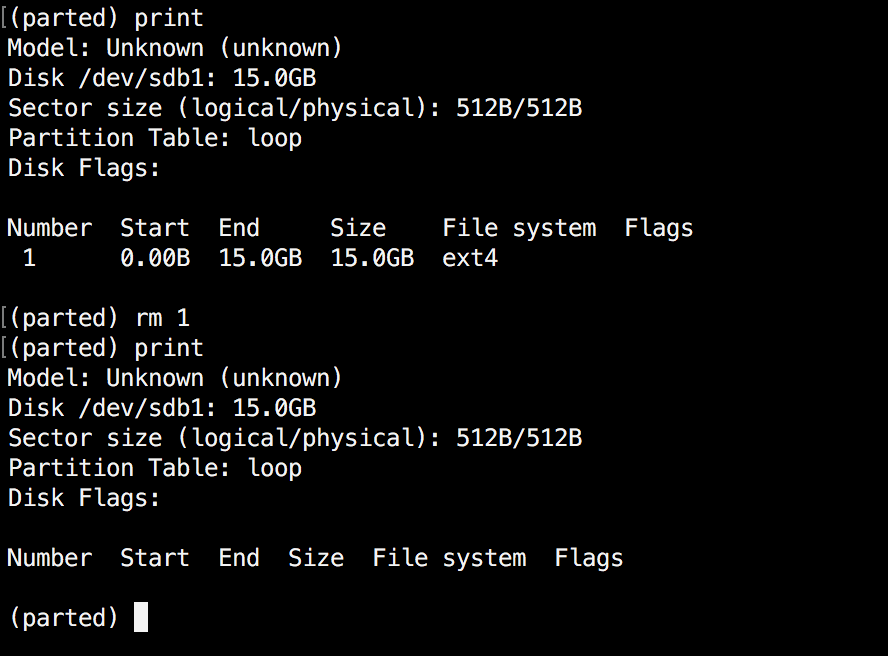 [(parted) print
Model: Unknown (unknown)
Disk /dev/sdb1: 15.0GB
Sector size (logical/physical): 512B/512B
Partition Table: loop
Disk Flags:
Number  Start  End  Size  File system  Flags
1  0.00B  15.0GB  15.0GB  ext4
[(parted) rm 1
[(parted) print
Model: Unknown (unknown)
Disk /dev/sdb1: 15.0GB
Sector size (logical/physical): 512B/512B
Partition Table: loop
Disk Flags:
Number  Start  End  Size  File system  Flags
(parted)